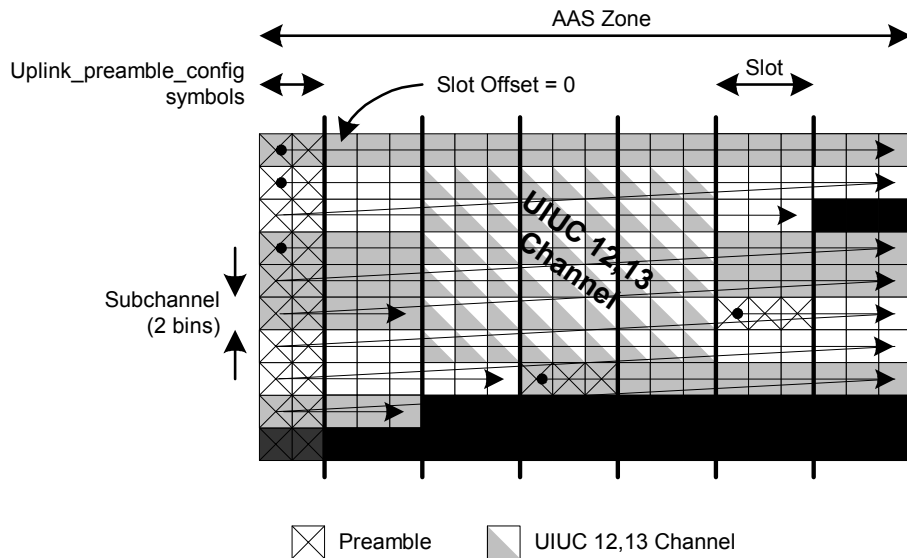 AAS Zone
Uplink_preamble_config
symbols
Slot Offset = 0
Slot
UIUC 12,13
Channel
Subchannel
(2 bins)
Preamble
UIUC 12,13 Channel